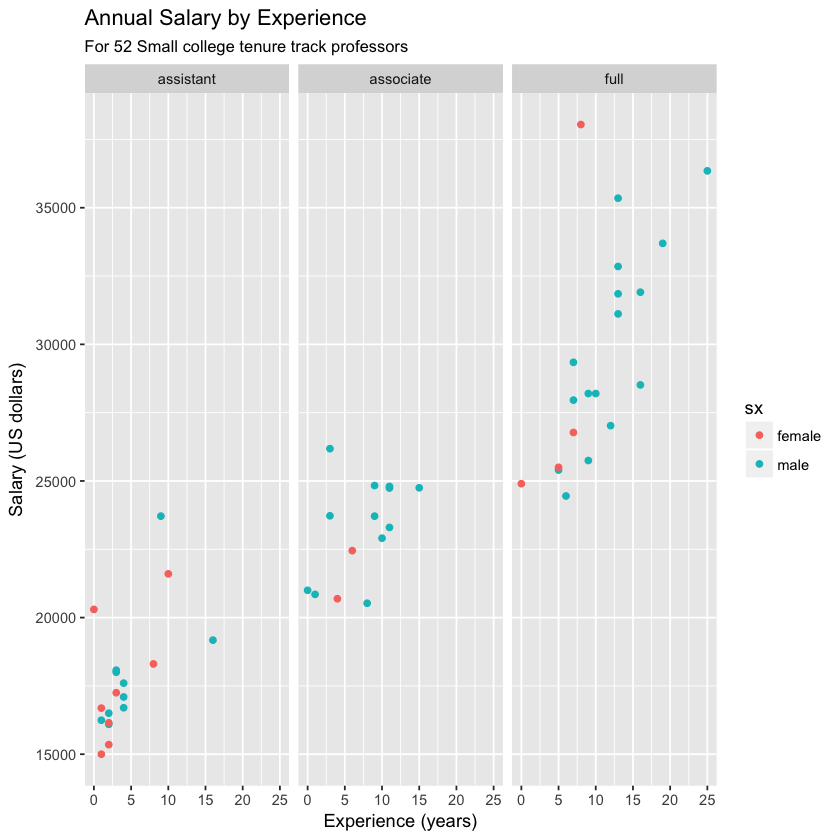 Annual Salary by Experience
For 52 Small college tenure track professors
assistant associate full
35000
30000
25000
20000
15000
0 5 10 15 20 25 0 5 10 15 20 25 0 5 10 15 20 25
Experience (years)
Salary (US dollars)
sx
female
male